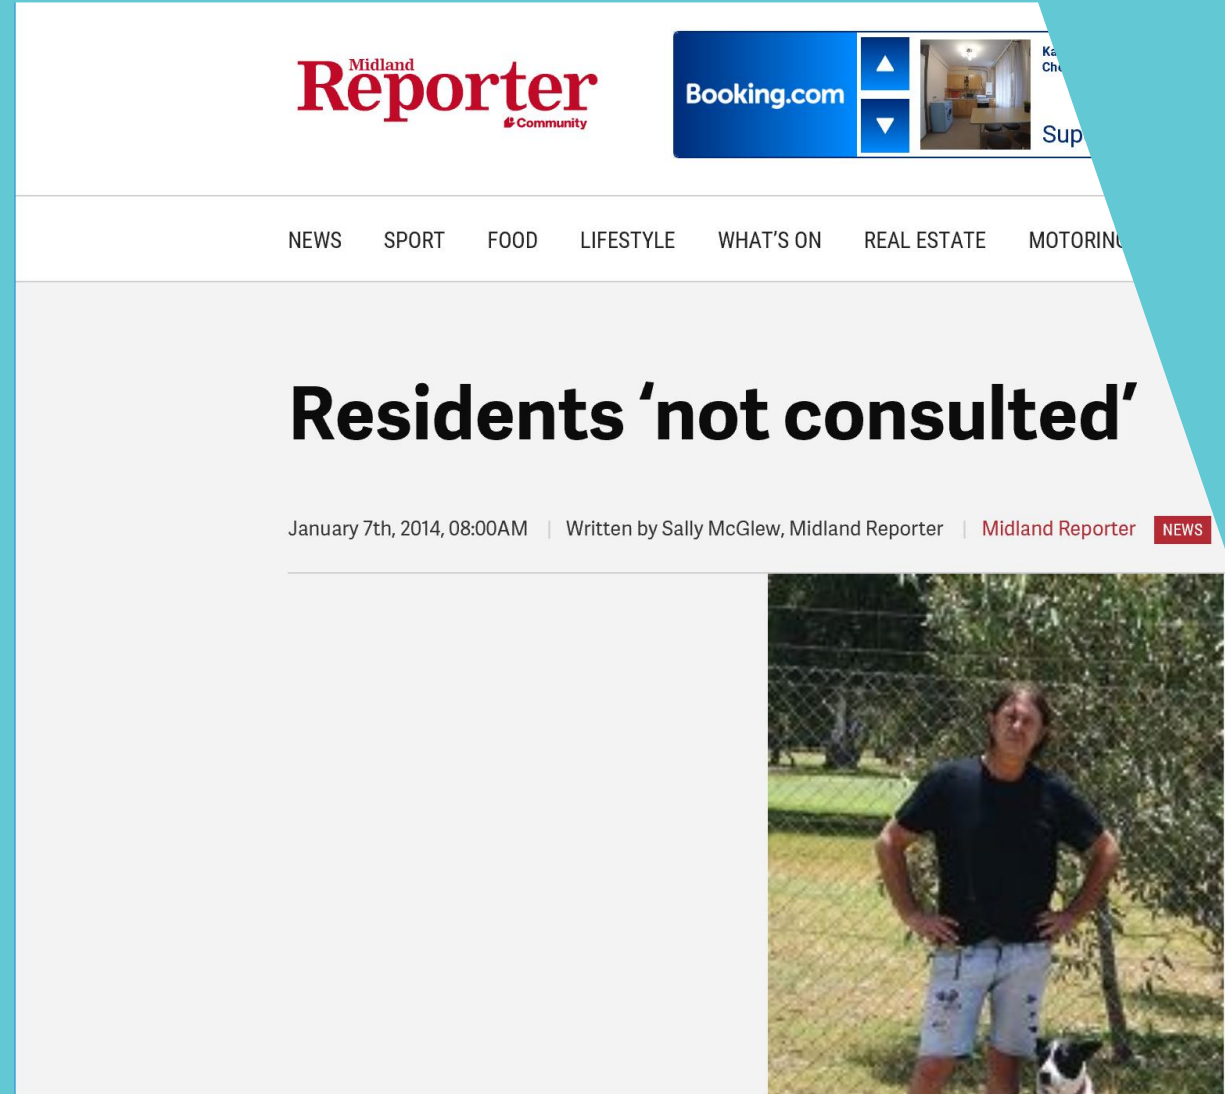 Midland
Reporter
Community
Booking.com
Sup
NEWS SPORT FOOD LIFESTYLE WHAT’S ON REAL ESTATE MOTORING
Residents ‘not consulted’
January 7th, 2014, 08:00AM | Written by Sally McGlew, Midland Reporter | Midland Reporter NEWS